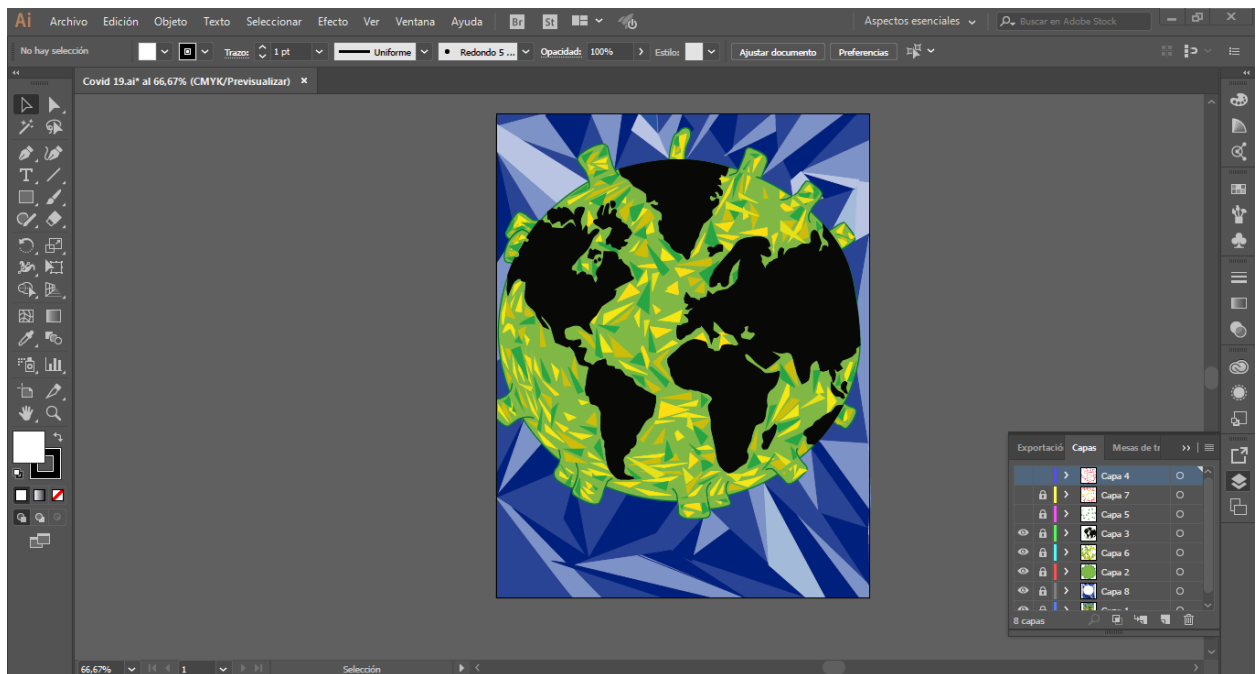 Ai Archivo Edición Objeto Texto Seleccionar Efecto Ver Ventana Ayuda Br St Aspectos esenciales Buscar en Adobe Stock
No hay selección Trazo: 1 pt Uniforme Redondo 5 ... Opacidad: 100% Estilo: Ajustar documento Preferencias
Covid 19.ai* al 66,67% (CMYK/Previsualizar) ×
Exportació Capas Mesas de tr
Capa 4
Capa 7
Capa 5
Capa 3
Capa 6
Capa 2
Capa 8
Capa 1
8 capas
66,67% 1 Selección